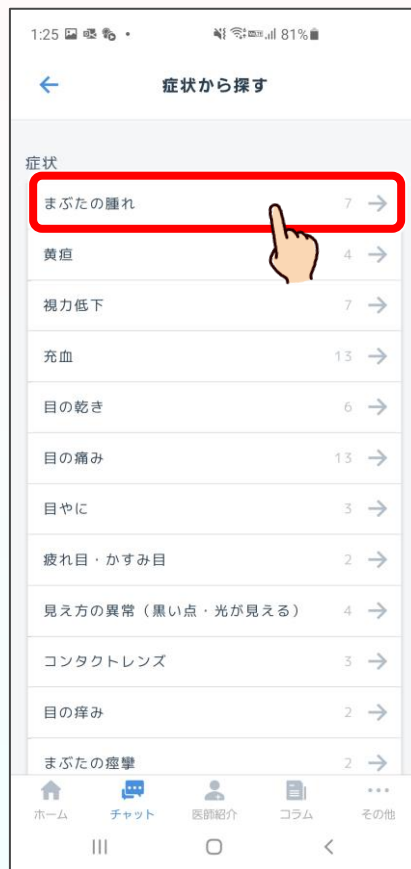 1:25 81%
症状から探す
症状
まぶたの腫れ 7
黄疸 4
視力低下 7
充血 13
目の乾き 6
目の痛み 13
目やに 3
疲れ目・かすみ目 2
見え方の異常（黒い点・光が見える） 4
コンタクトレンズ 3
目の痒み 2
まぶたの痙攣 2
ホーム チャット 医師紹介 コラム その他